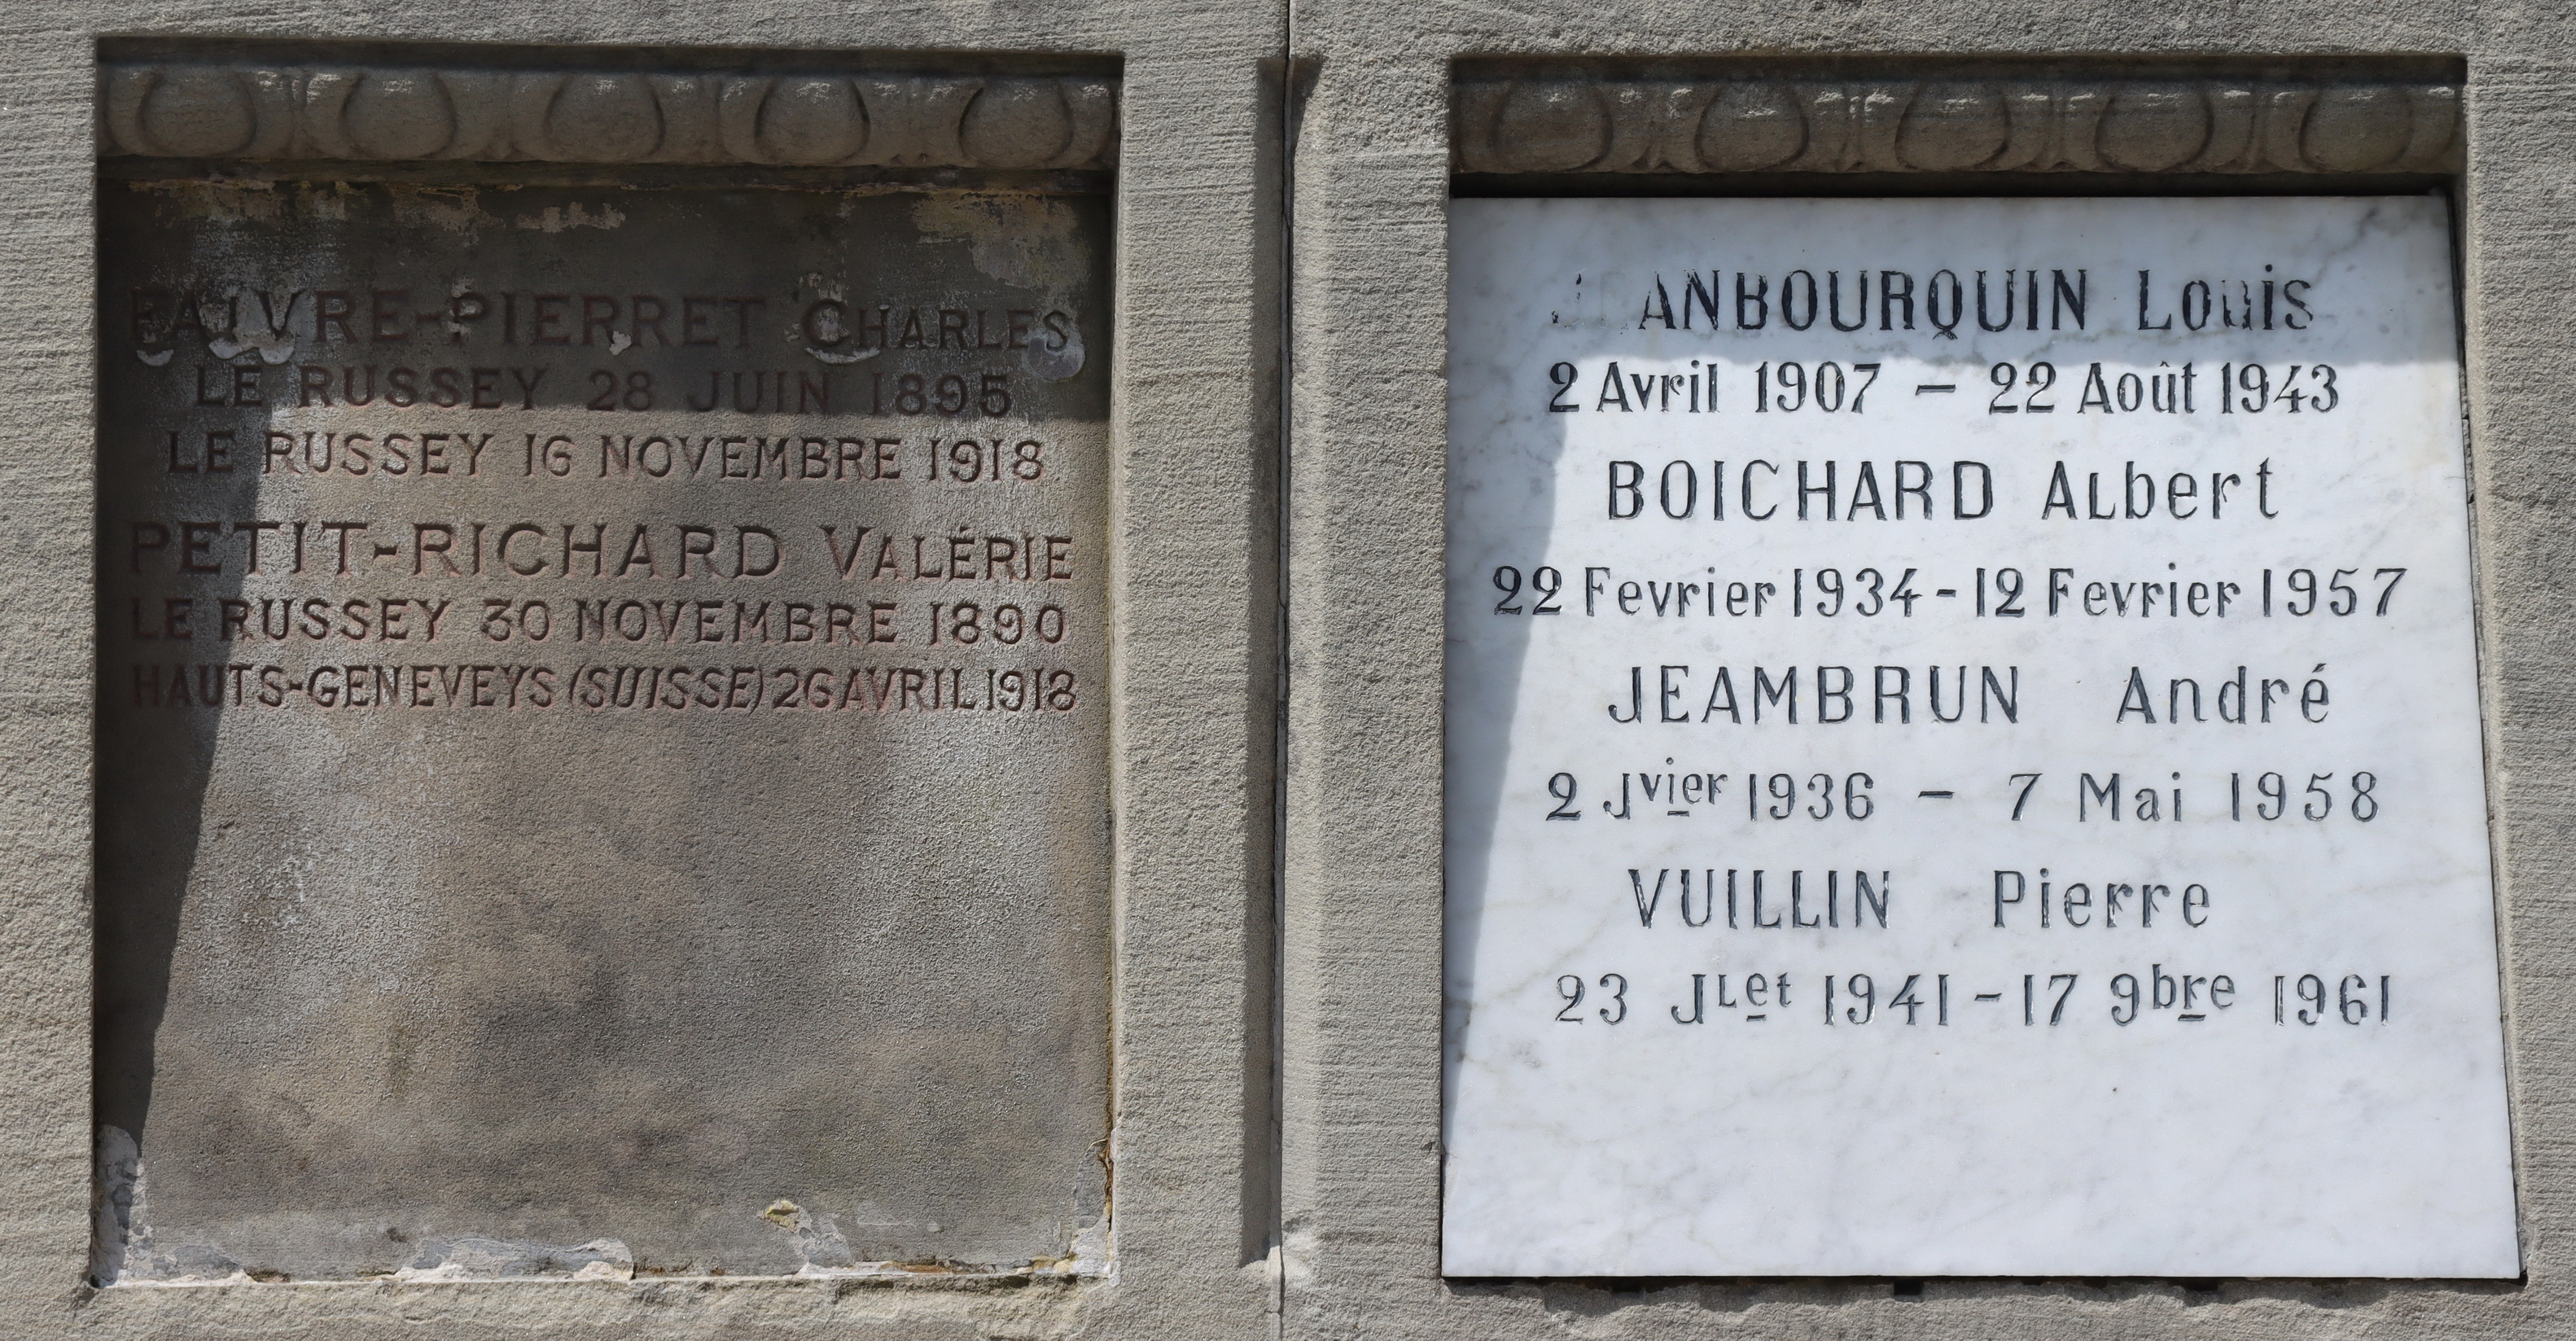 FAIVRE-PIERRET CHARLES
LE RUSSEY 28 JUIN 1895
LE RUSSEY 16 NOVEMBRE 1918
PETIT-RICHARD VALÉRIE
LE RUSSEY 30 NOVEMBRE 1890
HAUTS-GENEVEYS (SUISSE) 26 AVRIL 1918
JEANBOURQUIN Louis
2 Avril 1907 – 22 Août 1943
BOICHARD Albert
22 Fevrier 1934 - 12 Fevrier 1957
JEAMBRUN André
2 Jvier 1936 – 7 Mai 1958
VUILLIN Pierre
23 JLet 1941 - 17 9bre 1961